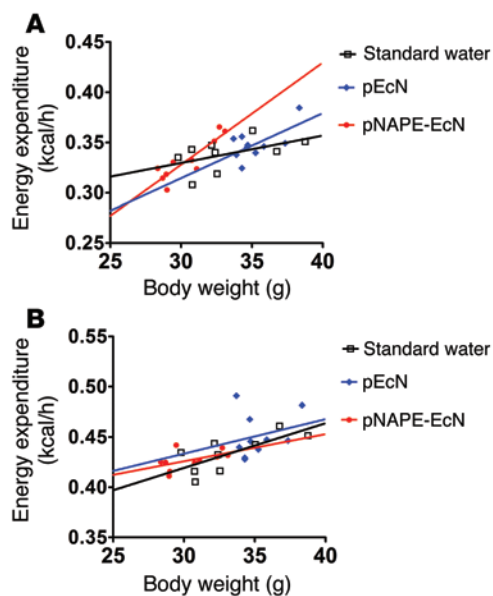 A
Energy expenditure
(kcal/h)
0.45
0.40
0.35
0.30
0.25
25 30 35 40
Body weight (g)
Standard water
pEcN
pNAPE-EcN
B
Energy expenditure
(kcal/h)
0.55
0.50
0.45
0.40
0.35
25 30 35 40
Body weight (g)
Standard water
pEcN
pNAPE-EcN